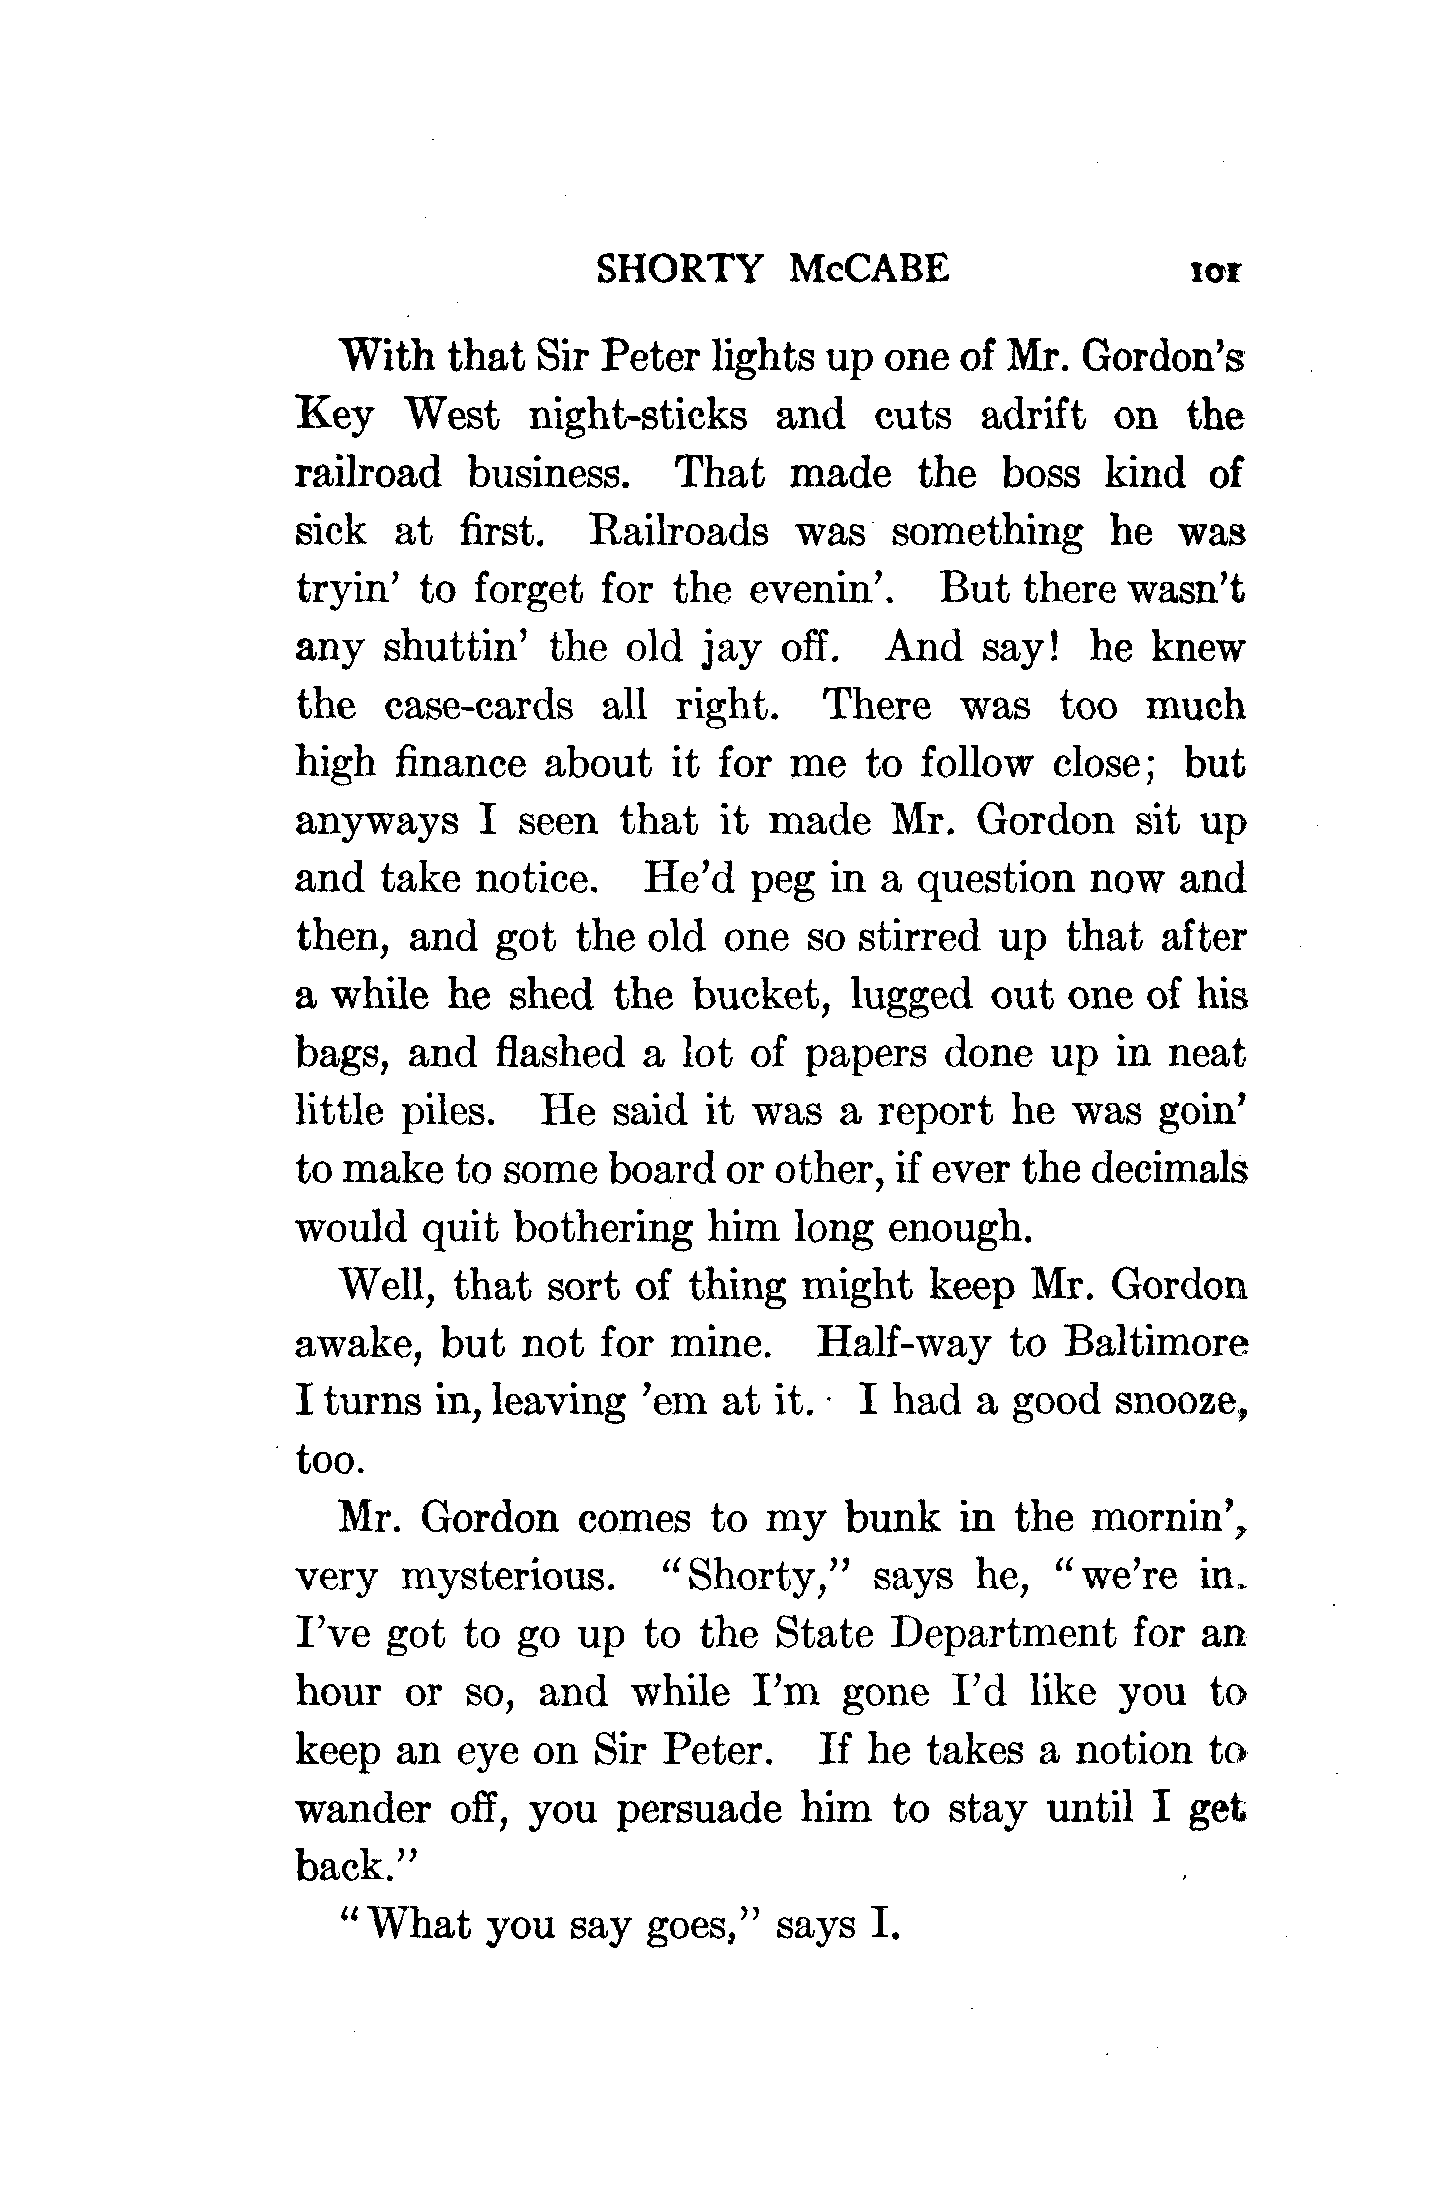 SHORTY McCABE 101
With that Sir Peter lights up one of Mr. Gordon's
Key West night-sticks and cuts adrift on the
railroad business. That made the boss kind of
sick at first. Railroads was something he was
tryin' to forget for the evenin'. But there wasn't
any shuttin' the old jay off. And say! he knew
the case-cards all right. There was too much
high finance about it for me to follow close; but
anyways I seen that it made Mr. Gordon sit up
and take notice. He'd peg in a question now and
then, and got the old one so stirred up that after
a while he shed the bucket, lugged out one of his
bags, and flashed a lot of papers done up in neat
little piles. He said it was a report he was goin'
to make to some board or other, if ever the decimals
would quit bothering him long enough.
Well, that sort of thing might keep Mr. Gordon
awake, but not for mine. Half-way to Baltimore
I turns in, leaving 'em at it. I had a good snooze,
too.
Mr. Gordon comes to my bunk in the mornin',
very mysterious. "Shorty," says he, "we're in.
I've got to go up to the State Department for an
hour or so, and while I'm gone I'd like you to
keep an eye on Sir Peter. If he takes a notion to
wander off, you persuade him to stay until I get
back."
"What you say goes," says I.